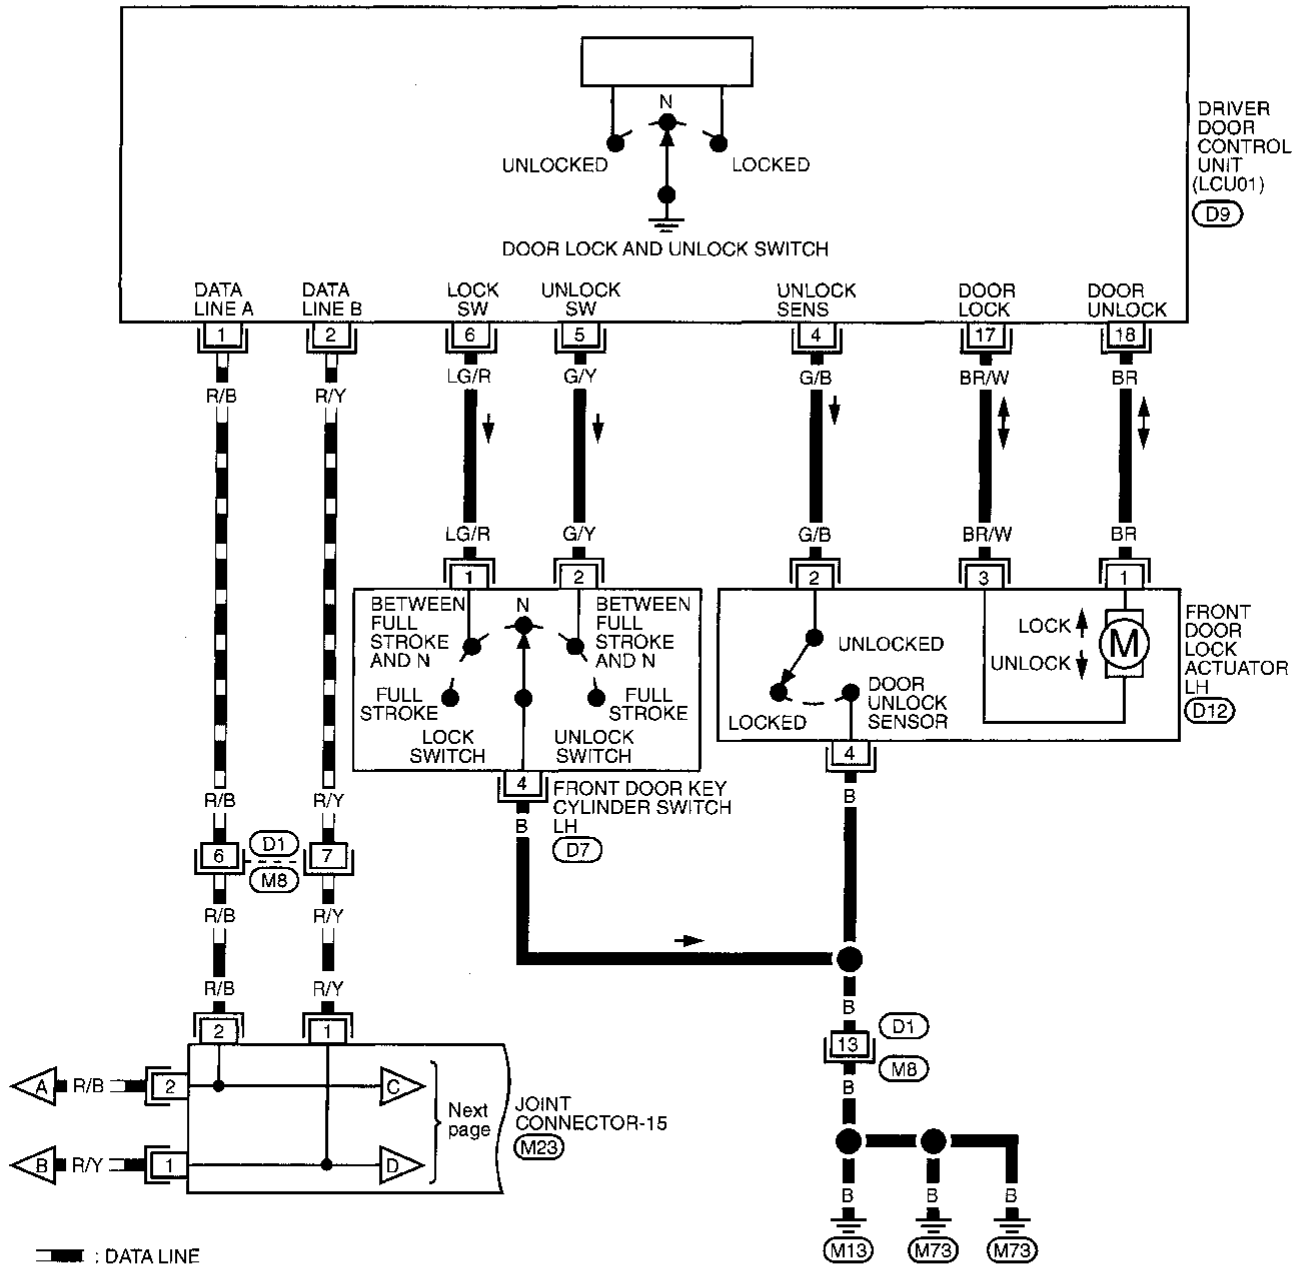 N
UNLOCKED
LOCKED
DOOR LOCK AND UNLOCK SWITCH
DRIVER
DOOR
CONTROL
UNIT
(LCU01)
D9
DATA
LINE A
DATA
LINE B
LOCK
SW
UNLOCK
SW
UNLOCK
SENS
DOOR
LOCK
DOOR
UNLOCK
1
2
6
5
4
17
18
R/B
R/Y
LG/R
G/Y
G/B
BR/W
BR
LG/R
G/Y
G/B
BR/W
BR
1
2
2
3
1
BETWEEN
FULL
STROKE
AND N
N
BETWEEN
FULL
STROKE
AND N
FULL
STROKE
FULL
STROKE
LOCK
SWITCH
UNLOCK
SWITCH
4
FRONT DOOR KEY
CYLINDER SWITCH
LH
D7
B
UNLOCKED
LOCKED
DOOR
UNLOCK
SENSOR
LOCK
UNLOCK
M
FRONT
DOOR
LOCK
ACTUATOR
LH
D12
4
B
R/B
R/Y
6
D1
M8
7
R/B
R/Y
R/B
R/Y
2
1
A
R/B
2
C
B
R/Y
1
D
Next
page
JOINT
CONNECTOR-15
M23
B
13
D1
M8
B
B
B
B
M13
M73
M73
: DATA LINE